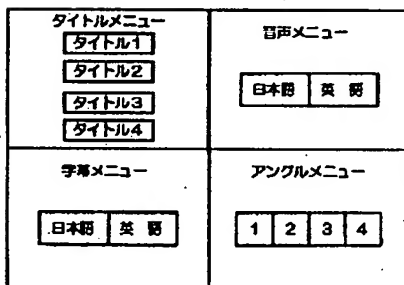 タイトルメニュー
タイトル1
タイトル2
タイトル3
タイトル4
音声メニュー
日本語 英 語
字幕メニュー
日本語 英 語
アングルメニュー
1 2 3 4